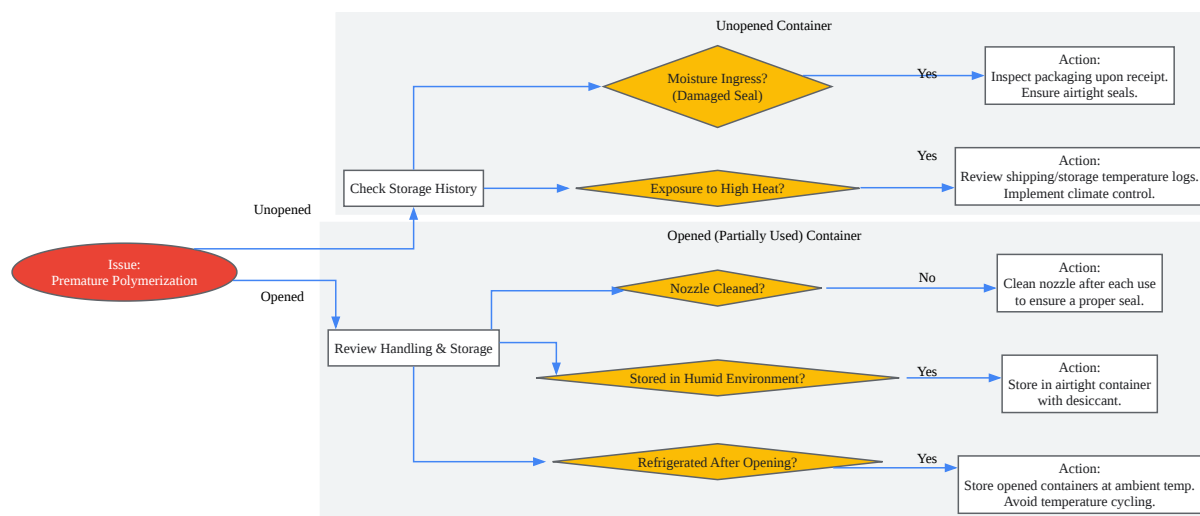 Unopened Container
Moisture Ingress?
(Damaged Seal)
Yes
Action:
Inspect packaging upon receipt.
Ensure airtight seals.
Check Storage History
Exposure to High Heat?
Yes
Action:
Review shipping/storage temperature logs.
Implement climate control.
Unopened
Issue:
Premature Polymerization
Opened
Opened (Partially Used) Container
Nozzle Cleaned?
No
Action:
Clean nozzle after each use
to ensure a proper seal.
Review Handling & Storage
Stored in Humid Environment?
Yes
Action:
Store in airtight container
with desiccant.
Refrigerated After Opening?
Yes
Action:
Store opened containers at ambient temp.
Avoid temperature cycling.